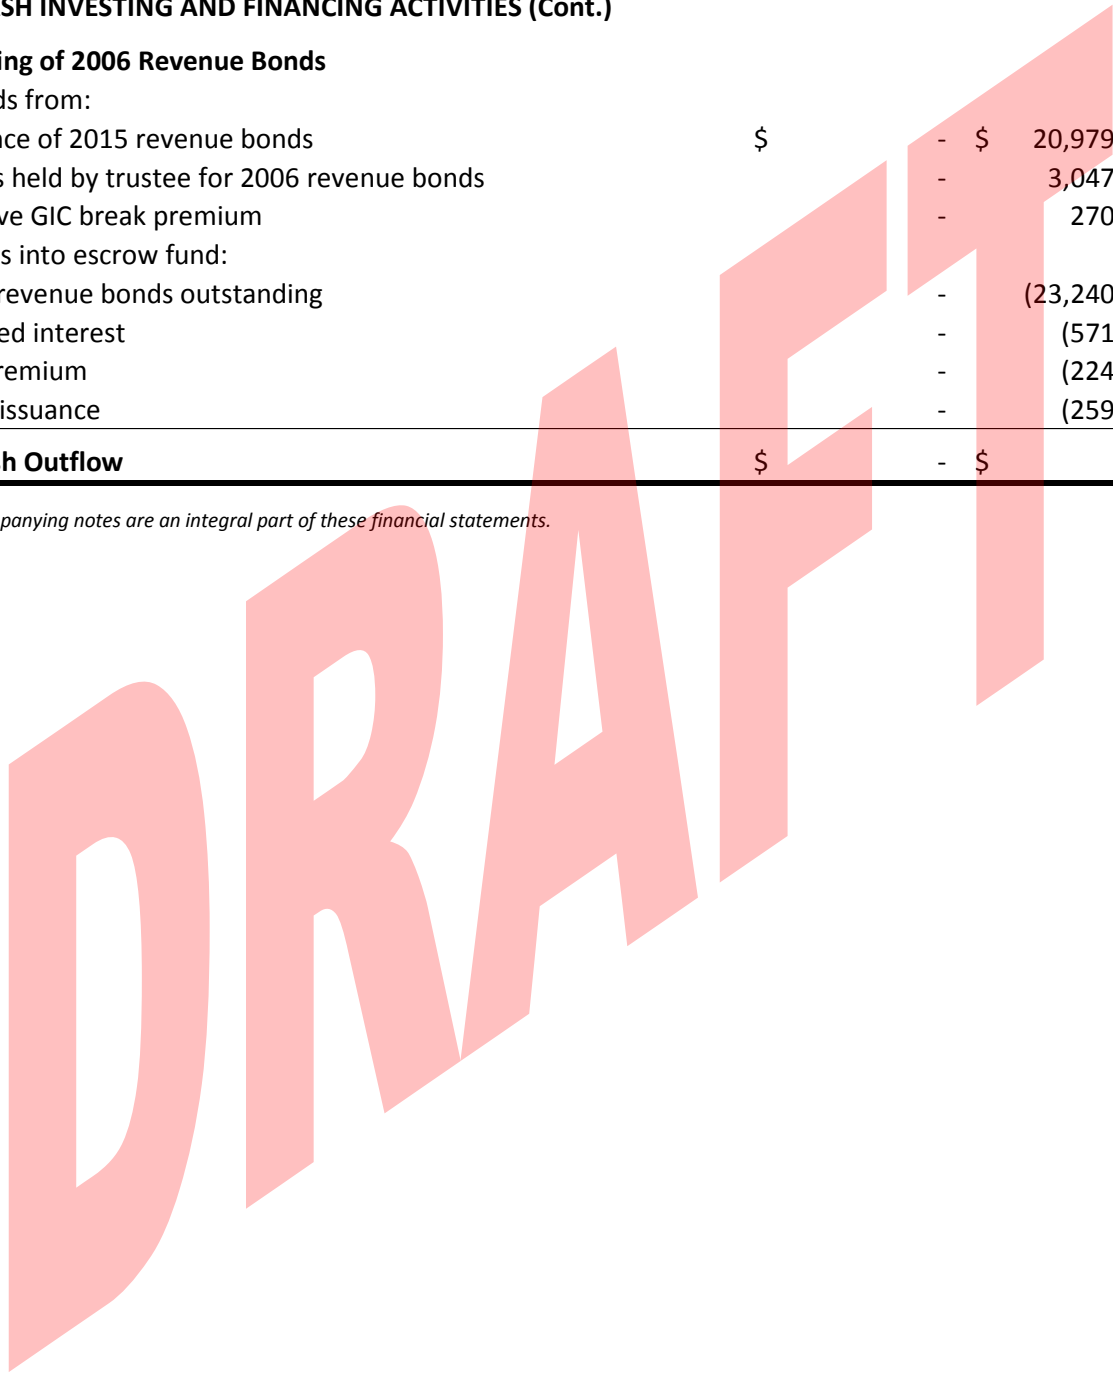 SH INVESTING AND FINANCING ACTIVITIES (Cont.)
ing of 2006 Revenue Bonds
ds from:
nce of 2015 revenue bonds $ - $ 20,979
s held by trustee for 2006 revenue bonds - 3,047
ve GIC break premium - 270
s into escrow fund:
revenue bonds outstanding - (23,240
ed interest - (571
remium - (224
issuance - (259
sh Outflow $ - $
panying notes are an integral part of these financial statements.
DRAFT